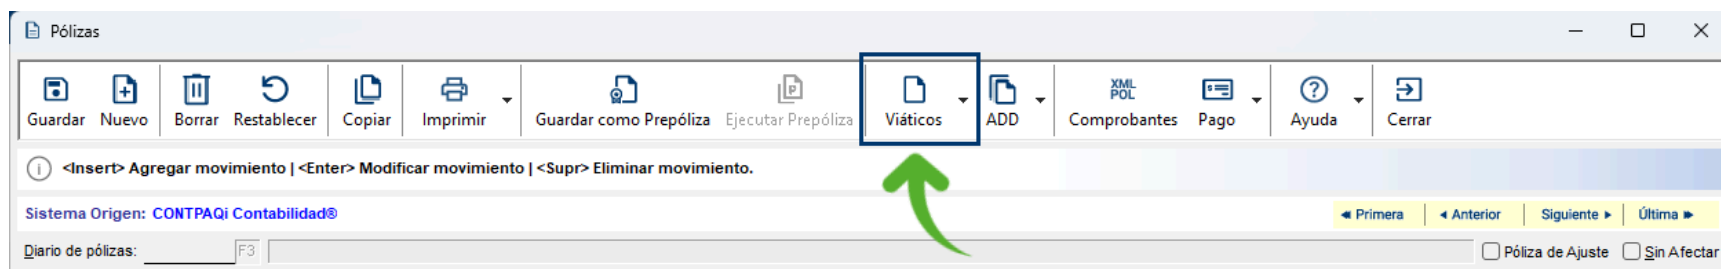 Pólizas
Guardar Nuevo Borrar Restablecer Copiar Imprimir Guardar como Prepóliza Ejecutar Prepóliza Viáticos ADD XML POL Comprobantes Pago Ayuda Cerrar
<Insert> Agregar movimiento | <Enter> Modificar movimiento | <Supr> Eliminar movimiento.
Sistema Origen: CONTPAQi Contabilidad® Primera Anterior Siguiente Última
Diario de pólizas: F3 Póliza de Ajuste Sin Afectar